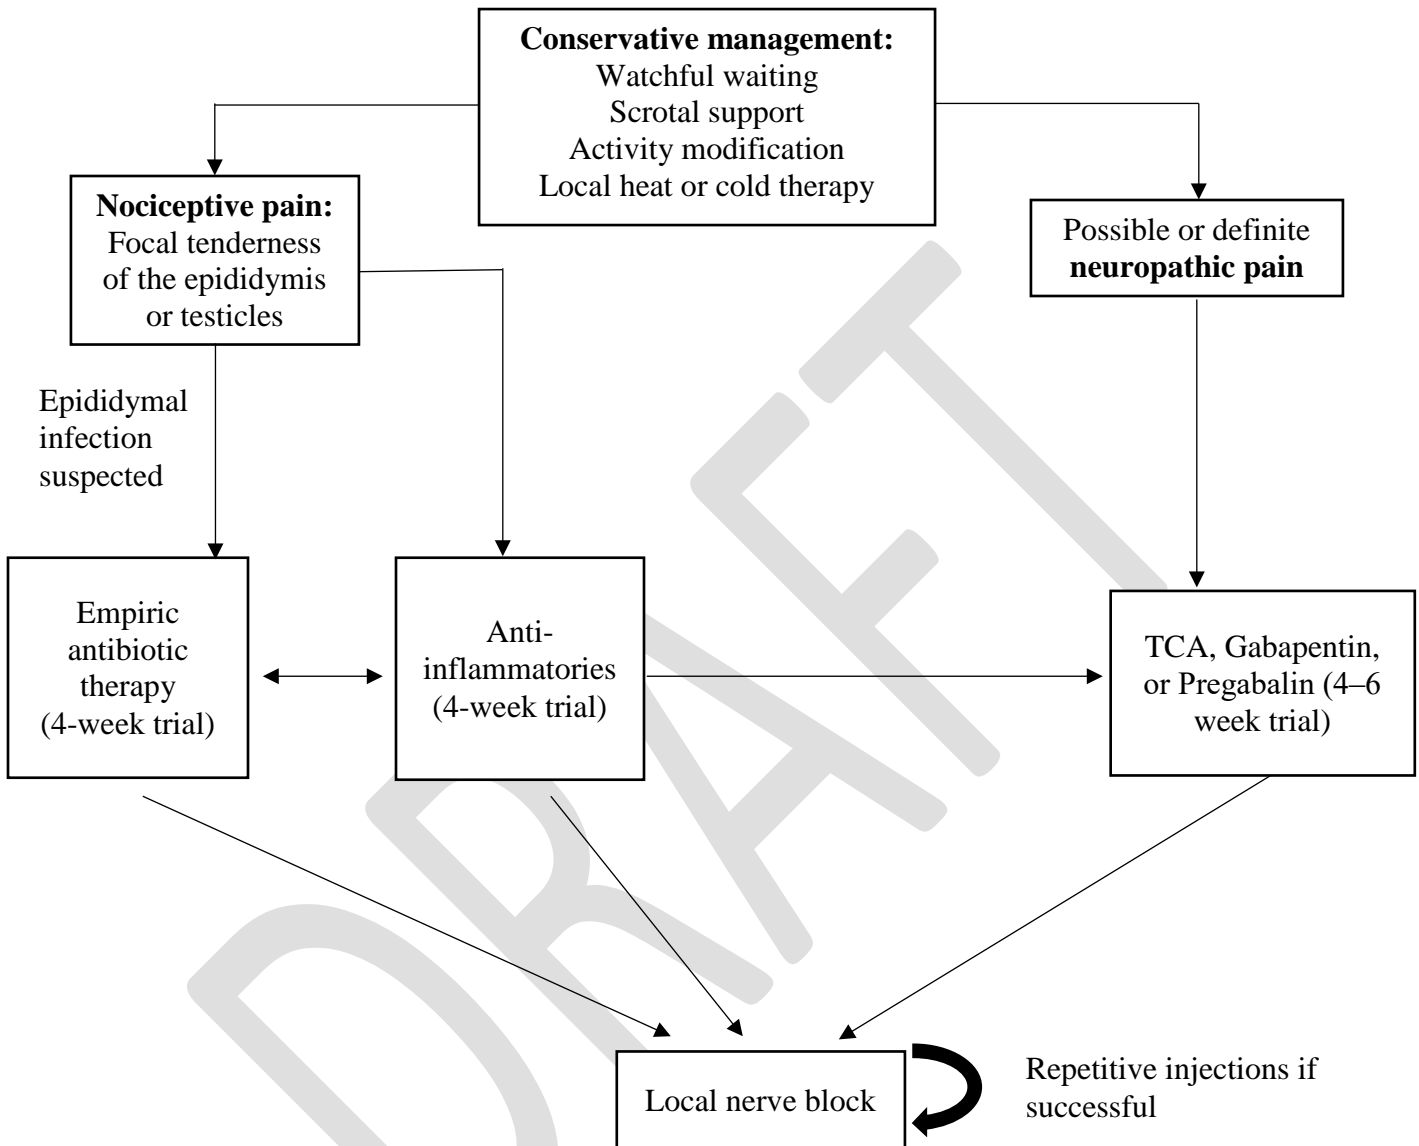 Conservative management:
Watchful waiting
Scrotal support
Activity modification
Local heat or cold therapy
Nociceptive pain:
Focal tenderness
of the epididymis
or testicles
Possible or definite
neuropathic pain
Epididymal
infection
suspected
Empiric
antibiotic
therapy
(4-week trial)
Anti-
inflammatories
(4-week trial)
TCA, Gabapentin,
or Pregabalin (4–6
week trial)
Local nerve block
Repetitive injections if
successful
DRAFT